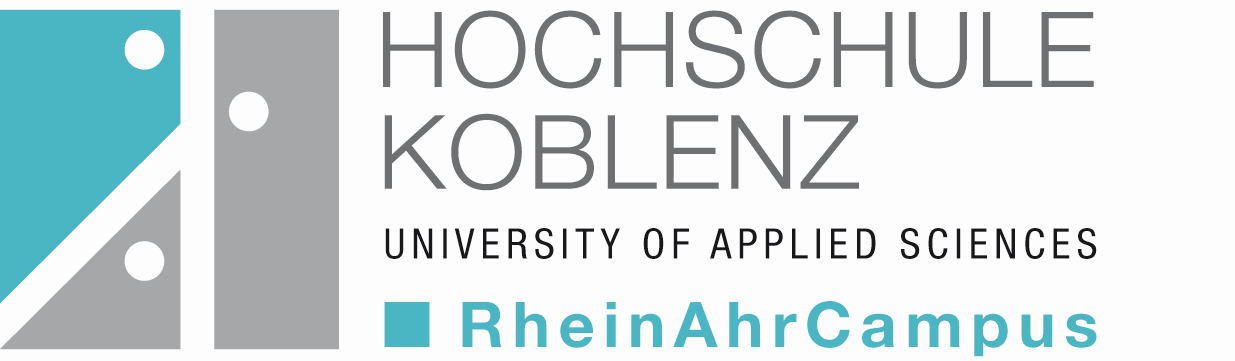 HOCHSCHULE
KOBLENZ
UNIVERSITY OF APPLIED SCIENCES
RheinAhrCampus